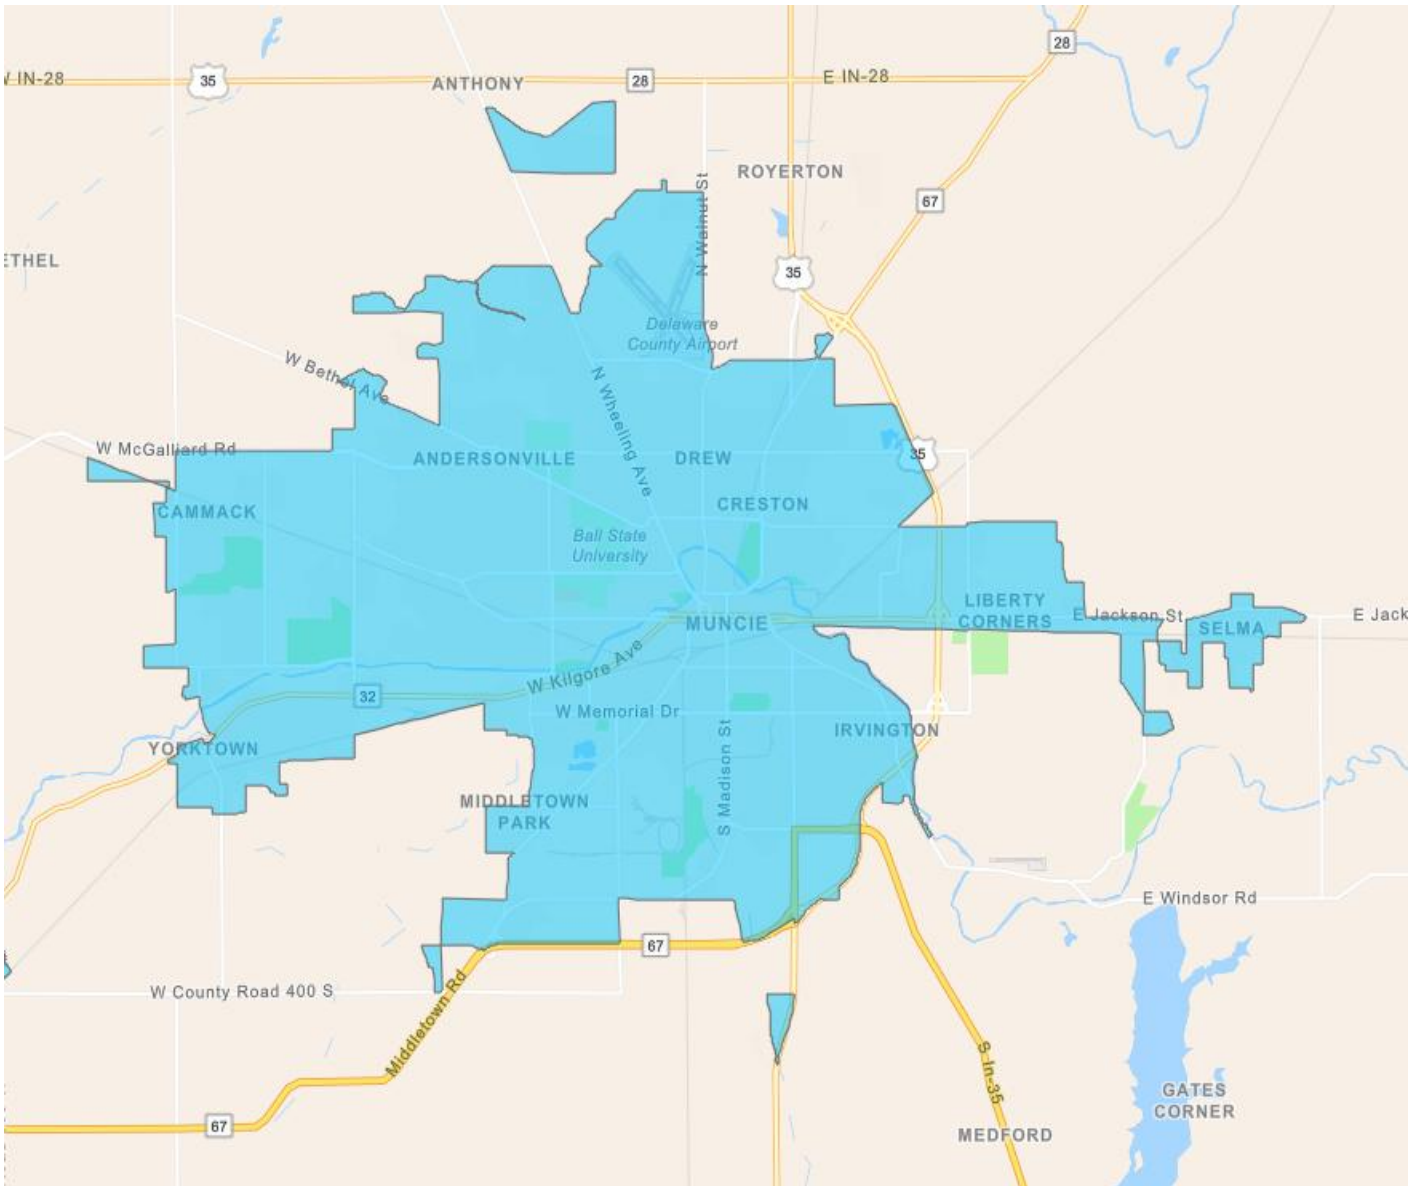 28
W IN-28
35
ANTHONY
28
E IN-28
ROYERTON
67
N Walnut St
ETHEL
35
Delaware
County Airport
W Bethel Ave
N Wheeling Ave
W McGalliard Rd
ANDERSONVILLE
DREW
35
CAMMACK
CRESTON
Ball State
University
LIBERTY
CORNERS
E Jackson St
E Jack
SELMA
MUNCIE
W Kilgore Ave
32
W Memorial Dr
IRVINGTON
YORKTOWN
S Madison St
MIDDLETOWN
PARK
E Windsor Rd
67
W County Road 400 S
Middletown Rd
S In-35
GATES
CORNER
67
MEDFORD